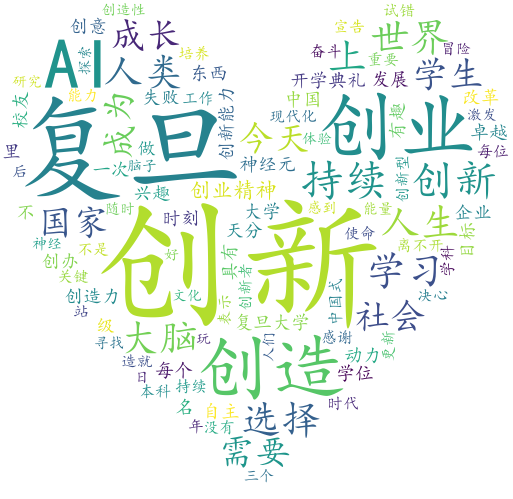 创造性
试错
创意
成长
宣告
世界
AI
探索
培养
奋斗
重要
冒险
人类
东西
上
学生
开学典礼
发展
研究
能力
校友
成为
失败
工作
创新能力
中国
改革
现代化
有趣
激发
卓越
复旦
创业
里
后
一次
做
脑子
今天
体验
每位
神经元
兴趣
创业精神
持续
创新型
创新
不
国家
随时
时刻
大学
感到
能量
人生
企业
目标
神经
不是
天分
使命
离不开
创办
关键
好
创新
具有
学习
学科
创造力
文化
创新者
中国式
决心
站
表示
社会
级
大脑
复旦大学
人们
感谢
更新
寻找
玩
造就
每个
创造
动力
学位
日
本科
持续
名
自主
选择
时代
年
没有
需要
三个